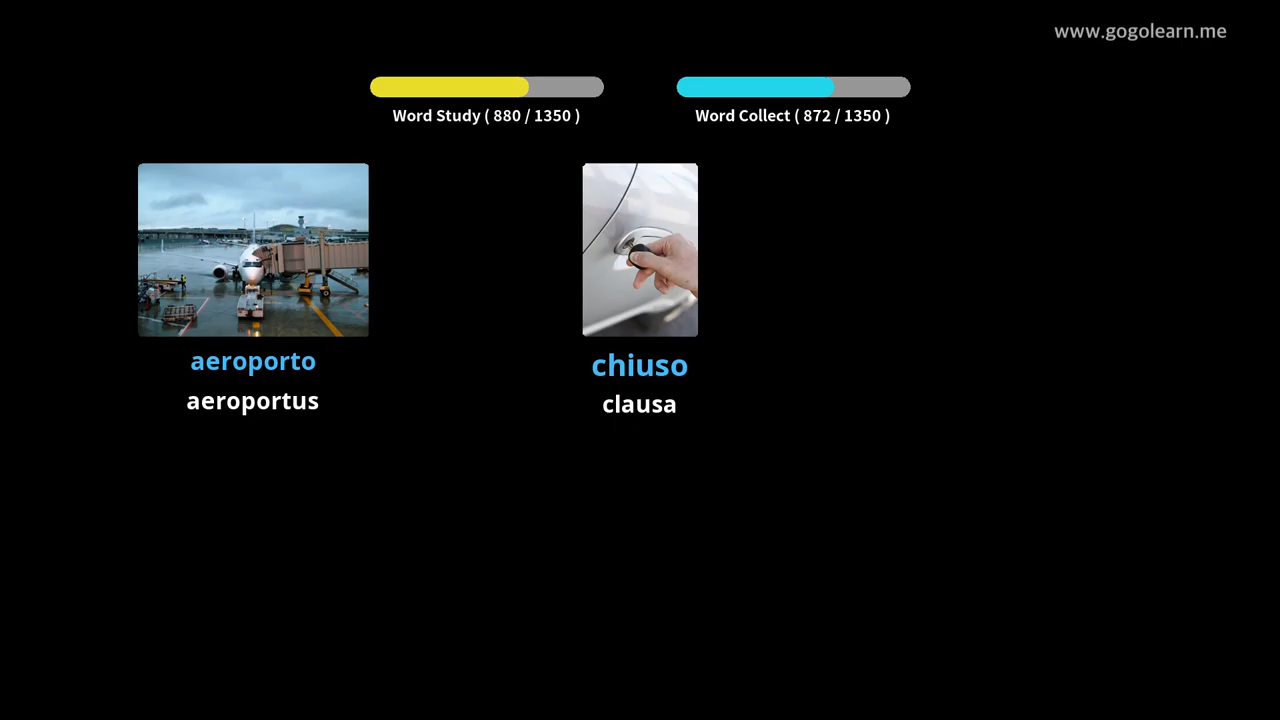 www.gogolearn.me
Word Study ( 880 / 1350 )
Word Collect ( 872 / 1350 )
aeroporto
aeroportus
chiuso
clausa